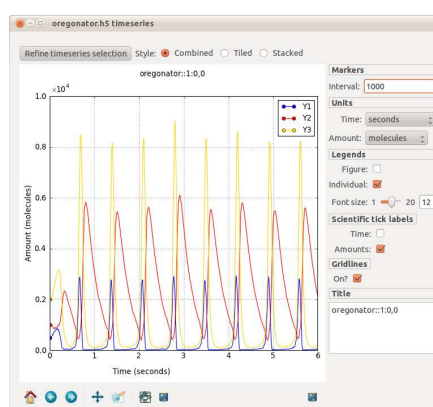 oregonator.h5 timeseries
Refine timeseries selection Style: Combined Tiled Stacked
oregonator::1:0,0
×10⁴
1.0
0.8
0.6
0.4
0.2
0.0
Amount (molecules)
Y1
Y2
Y3
0 1 2 3 4 5 6
Time (seconds)
Markers
Interval: 1000
Units
Time: seconds
Amount: molecules
Legends
Figure:
Individual:
Font size: 1 20 12
Scientific tick labels
Time:
Amounts:
Gridlines
On?
Title
oregonator::1:0,0